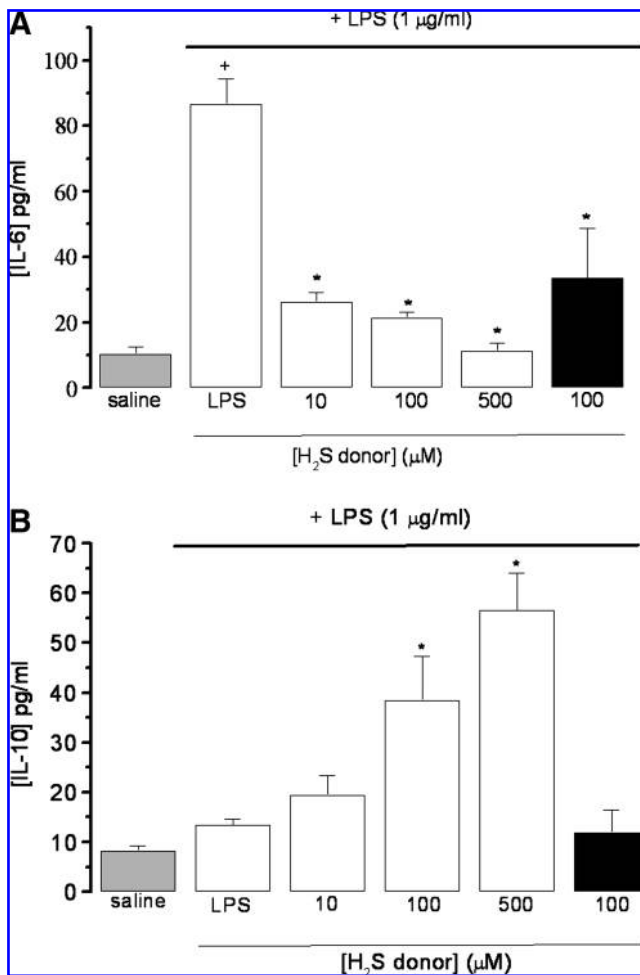 A
+ LPS (1 μg/ml)
[IL-6] pg/ml
100
80
60
40
20
0
+
*
*
*
*
saline LPS 10 100 500 100
[H₂S donor] (μM)
B
+ LPS (1 μg/ml)
[IL-10] pg/ml
70
60
50
40
30
20
10
0
*
*
saline LPS 10 100 500 100
[H₂S donor] (μM)